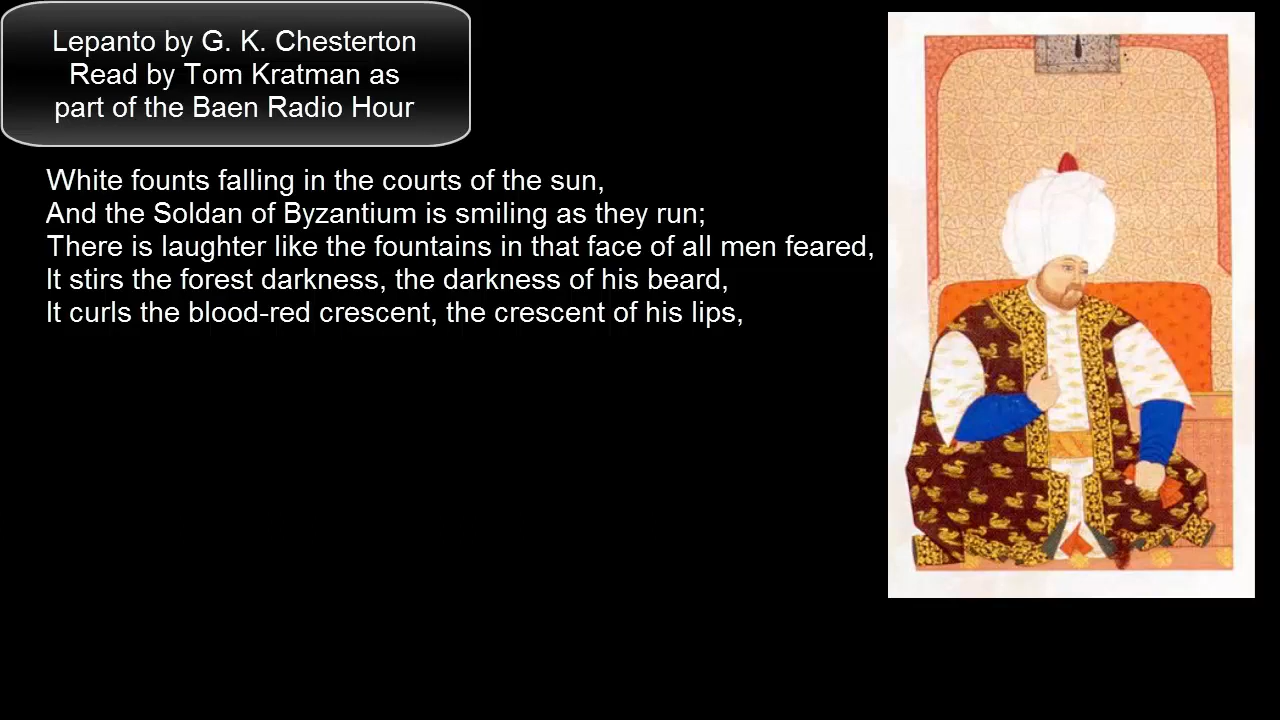 Lepanto by G. K. Chesterton
Read by Tom Kratman as
part of the Baen Radio Hour
White founts falling in the courts of the sun,
And the Soldan of Byzantium is smiling as they run;
There is laughter like the fountains in that face of all men feared,
It stirs the forest darkness, the darkness of his beard,
It curls the blood-red crescent, the crescent of his lips,